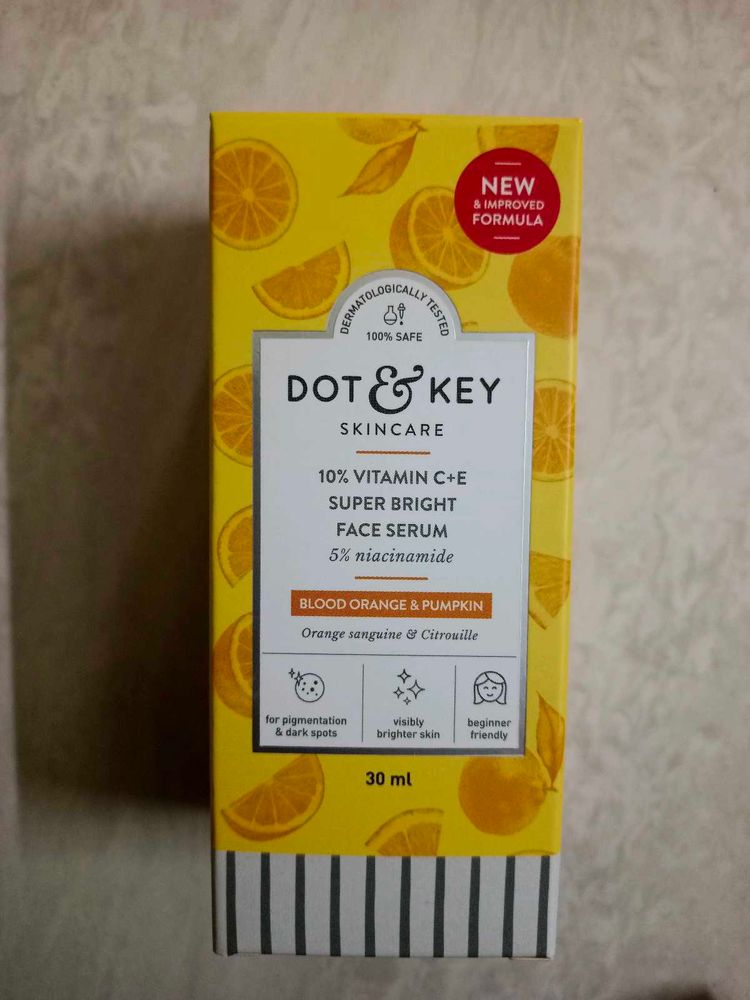 NEW
& IMPROVED
FORMULA
DERMATOLOGICALLY TESTED
100% SAFE
DOT & KEY
SKINCARE
10% VITAMIN C+E
SUPER BRIGHT
FACE SERUM
5% niacinamide
BLOOD ORANGE & PUMPKIN
Orange sanguine & Citrouille
for pigmentation
& dark spots
visibly
brighter skin
beginner
friendly
30 ml